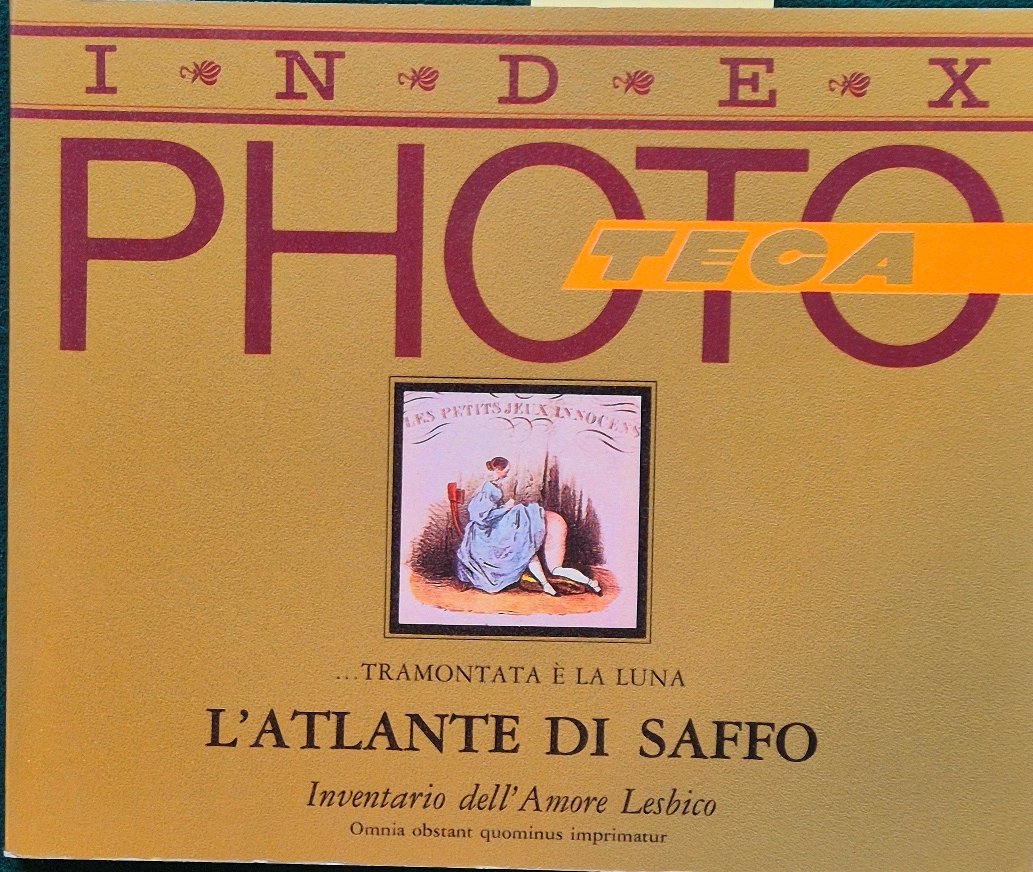 INDEX
PHOTO
TECA
LES PETITS JEUX INNOCENS
...TRAMONTATA È LA LUNA
L'ATLANTE DI SAFFO
Inventario dell'Amore Lesbico
Omnia obstant quominus imprimatur